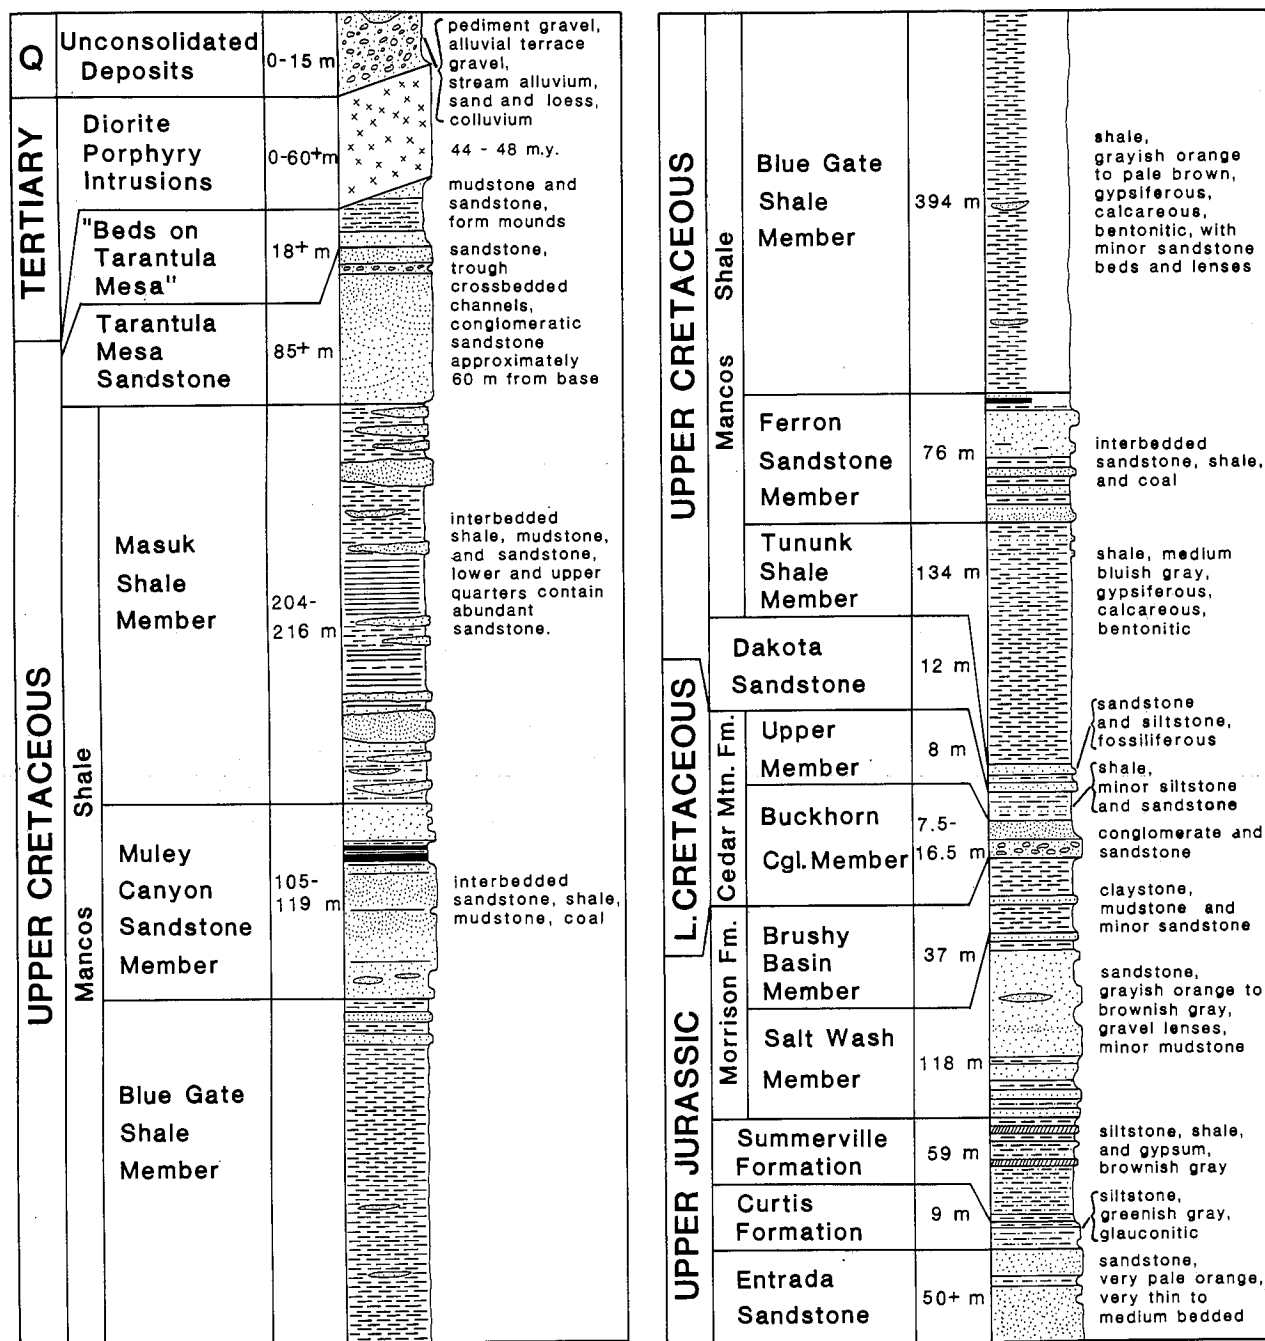 Q
Unconsolidated
Deposits
0-15 m
pediment gravel,
alluvial terrace
gravel,
stream alluvium,
sand and loess,
colluvium
TERTIARY
Diorite
Porphyry
Intrusions
0-60+m
44 - 48 m.y.
"Beds on
Tarantula
Mesa"
18+ m
mudstone and
sandstone,
form mounds
Tarantula
Mesa
Sandstone
85+ m
sandstone,
trough
crossbedded
channels,
conglomeratic
sandstone
approximately
60 m from base
UPPER CRETACEOUS
Mancos Shale
Masuk
Shale
Member
204-
216 m
interbedded
shale, mudstone,
and sandstone,
lower and upper
quarters contain
abundant
sandstone.
Muley
Canyon
Sandstone
Member
105-
119 m
interbedded
sandstone, shale,
mudstone, coal
Blue Gate
Shale
Member
UPPER CRETACEOUS
Mancos Shale
Blue Gate
Shale
Member
394 m
shale,
grayish orange
to pale brown,
gypsiferous,
calcareous,
bentonitic, with
minor sandstone
beds and lenses
Ferron
Sandstone
Member
76 m
interbedded
sandstone, shale,
and coal
Tununk
Shale
Member
134 m
shale, medium
bluish gray,
gypsiferous,
calcareous,
bentonitic
Dakota
Sandstone
12 m
sandstone
and siltstone,
fossiliferous
L. CRETACEOUS
Cedar Mtn. Fm.
Upper
Member
8 m
shale,
minor siltstone
and sandstone
Buckhorn
Cgl. Member
7.5-
16.5 m
conglomerate and
sandstone
UPPER JURASSIC
Morrison Fm.
Brushy
Basin
Member
37 m
claystone,
mudstone and
minor sandstone
Salt Wash
Member
118 m
sandstone,
grayish orange to
brownish gray,
gravel lenses,
minor mudstone
Summerville
Formation
59 m
siltstone, shale,
and gypsum,
brownish gray
Curtis
Formation
9 m
siltstone,
greenish gray,
glauconitic
Entrada
Sandstone
50+ m
sandstone,
very pale orange,
very thin to
medium bedded